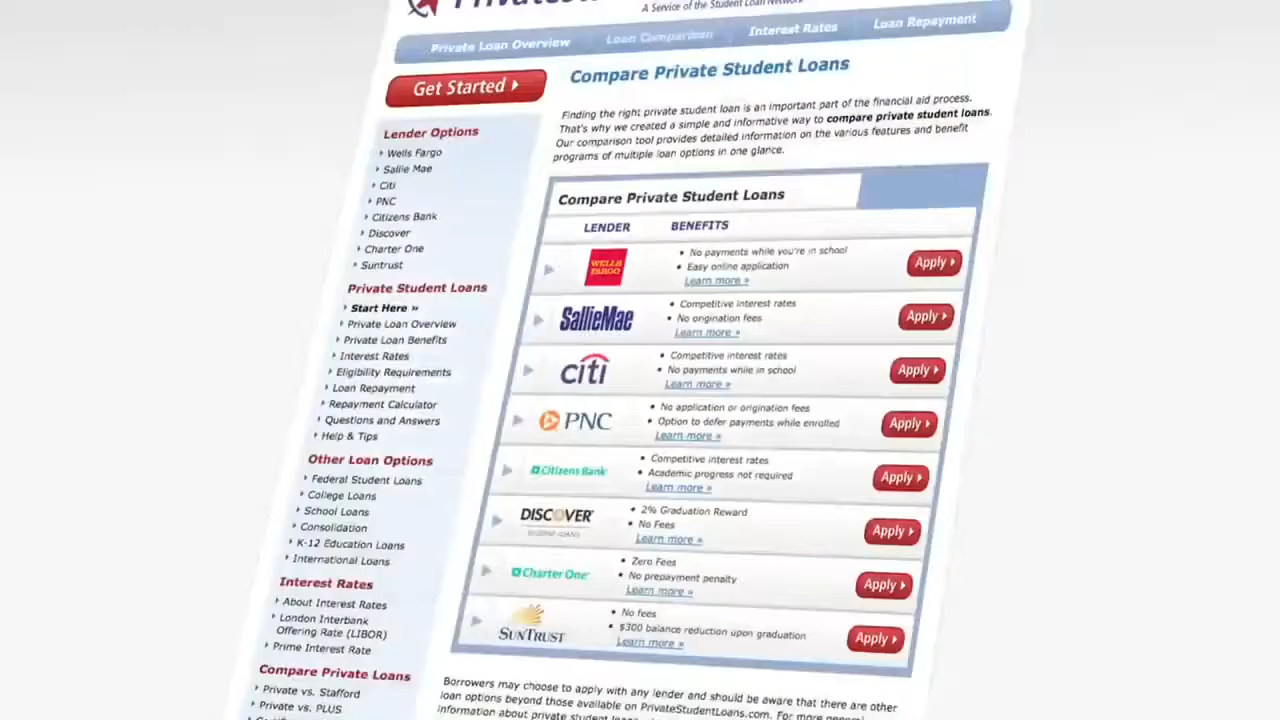 A Service of the Student Loan Network
Private Loan Overview
Loan Comparison
Interest Rates
Loan Repayment
Get Started
Lender Options
Wells Fargo
Sallie Mae
Citi
PNC
Citizens Bank
Discover
Charter One
Suntrust
Private Student Loans
Start Here »
Private Loan Overview
Private Loan Benefits
Interest Rates
Eligibility Requirements
Loan Repayment
Repayment Calculator
Questions and Answers
Help & Tips
Other Loan Options
Federal Student Loans
College Loans
School Loans
Consolidation
K-12 Education Loans
International Loans
Interest Rates
About Interest Rates
London Interbank
Offering Rate (LIBOR)
Prime Interest Rate
Compare Private Loans
Private vs. Stafford
Private vs. PLUS
Compare Private Student Loans
Finding the right private student loan is an important part of the financial aid process.
That's why we created a simple and informative way to compare private student loans.
Our comparison tool provides detailed information on the various features and benefit
programs of multiple loan options in one glance.
Compare Private Student Loans
LENDER BENEFITS
WELLS
FARGO
• No payments while you're in school
• Easy online application
Learn more »
Apply
SallieMae
• Competitive interest rates
• No origination fees
Learn more »
Apply
citi
• Competitive interest rates
• No payments while in school
Learn more »
Apply
PNC
• No application or origination fees
• Option to defer payments while enrolled
Learn more »
Apply
Citizens Bank
• Competitive interest rates
• Academic progress not required
Learn more »
Apply
DISCOVER
STUDENT LOANS
• 2% Graduation Reward
• No Fees
Learn more »
Apply
Charter One
• Zero Fees
• No prepayment penalty
Learn more »
Apply
SUNTRUST
• No fees
• $300 balance reduction upon graduation
Learn more »
Apply
Borrowers may choose to apply with any lender and should be aware that there are other
loan options beyond those available on PrivateStudentLoans.com. For more general
information about private student